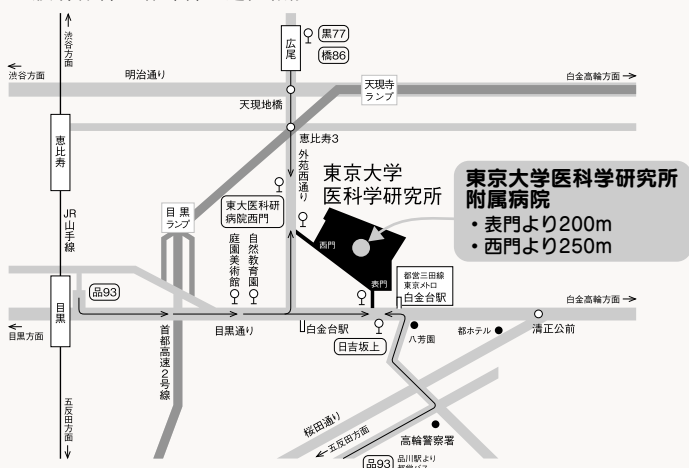 渋谷方面
渋谷方面
明治通り
広尾
黒77
橋86
天現寺
ランプ
白金高輪方面
天現地橋
恵比寿
恵比寿3
外苑西通り
東京大学
医科学研究所
東京大学医科学研究所
附属病院
・表門より200m
・西門より250m
東大医科研
病院西門
目黒
ランプ
JR山手線
庭園美術館
自然教育園
西門
表門
都営三田線
東京メトロ
白金台駅
品93
目黒
目黒方面
首都高速2号線
目黒通り
白金台駅
日吉坂上
八芳園
都ホテル
清正公前
白金高輪方面
五反田方面
桜田通り
五反田方面
高輪警察署
品93
品川駅より